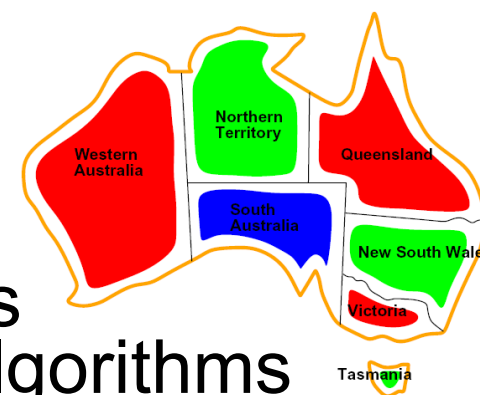 Northern
Territory
Western
Australia
Queensland
South
Australia
New South Wale
Victoria
s
lgorithms
Tasmania